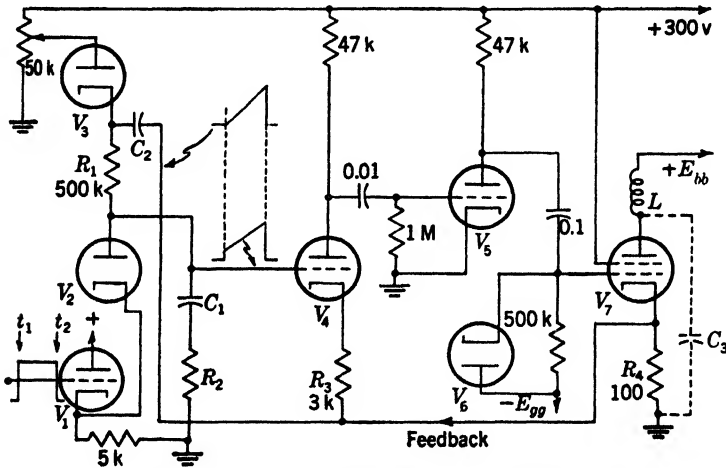 +300 v
50 k
47 k
47 k
V3
C2
R1
500 k
0.01
+Ebb
L
1 M
V5
0.1
V2
C1
V4
V7
C3
t1
t2
+
500 k
V1
R2
R3
3 k
V6
R4
100
−Egg
5 k
Feedback